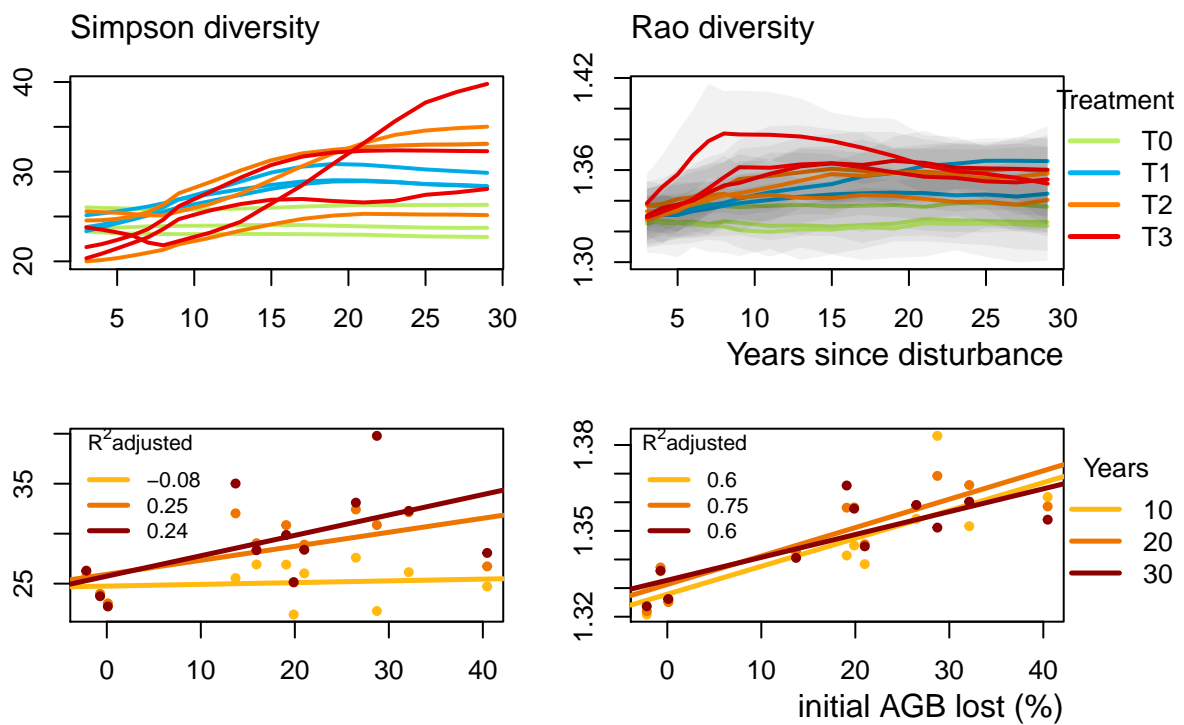 Simpson diversity
20 30 40
5 10 15 20 25 30
Rao diversity
1.30 1.36 1.42
5 10 15 20 25 30
Years since disturbance
Treatment
T0
T1
T2
T3
R²adjusted
−0.08
0.25
0.24
25 35
0 10 20 30 40
R²adjusted
0.6
0.75
0.6
1.32 1.35 1.38
0 10 20 30 40
initial AGB lost (%)
Years
10
20
30